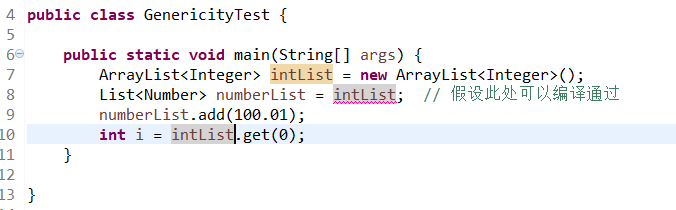 4 public class GenericityTest {
5
6 public static void main(String[] args) {
7 ArrayList<Integer> intList = new ArrayList<Integer>();
8 List<Number> numberList = intList; // 假设此处可以编译通过
9 numberList.add(100.01);
10 int i = intList.get(0);
11 }
12
13 }